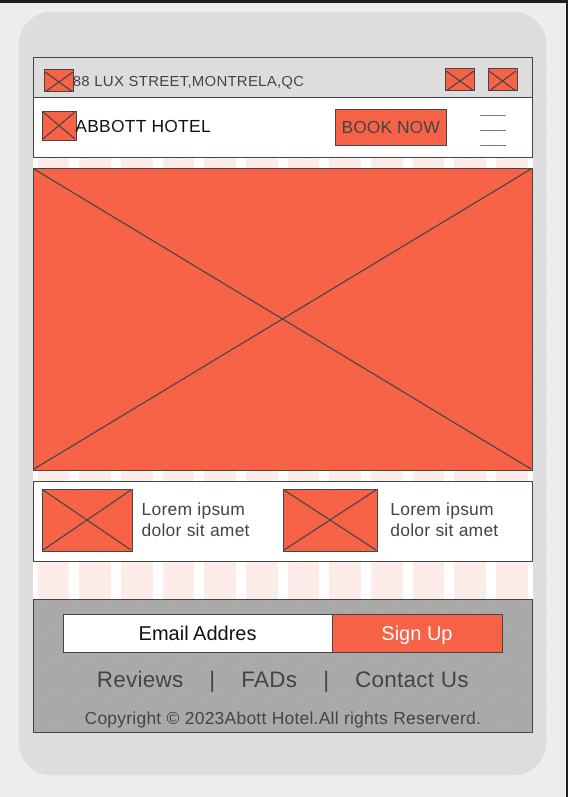 88 LUX STREET,MONTRELA,QC
ABBOTT HOTEL
BOOK NOW
Lorem ipsum
dolor sit amet
Lorem ipsum
dolor sit amet
Email Addres
Sign Up
Reviews | FADs | Contact Us
Copyright © 2023Abott Hotel.All rights Reserverd.